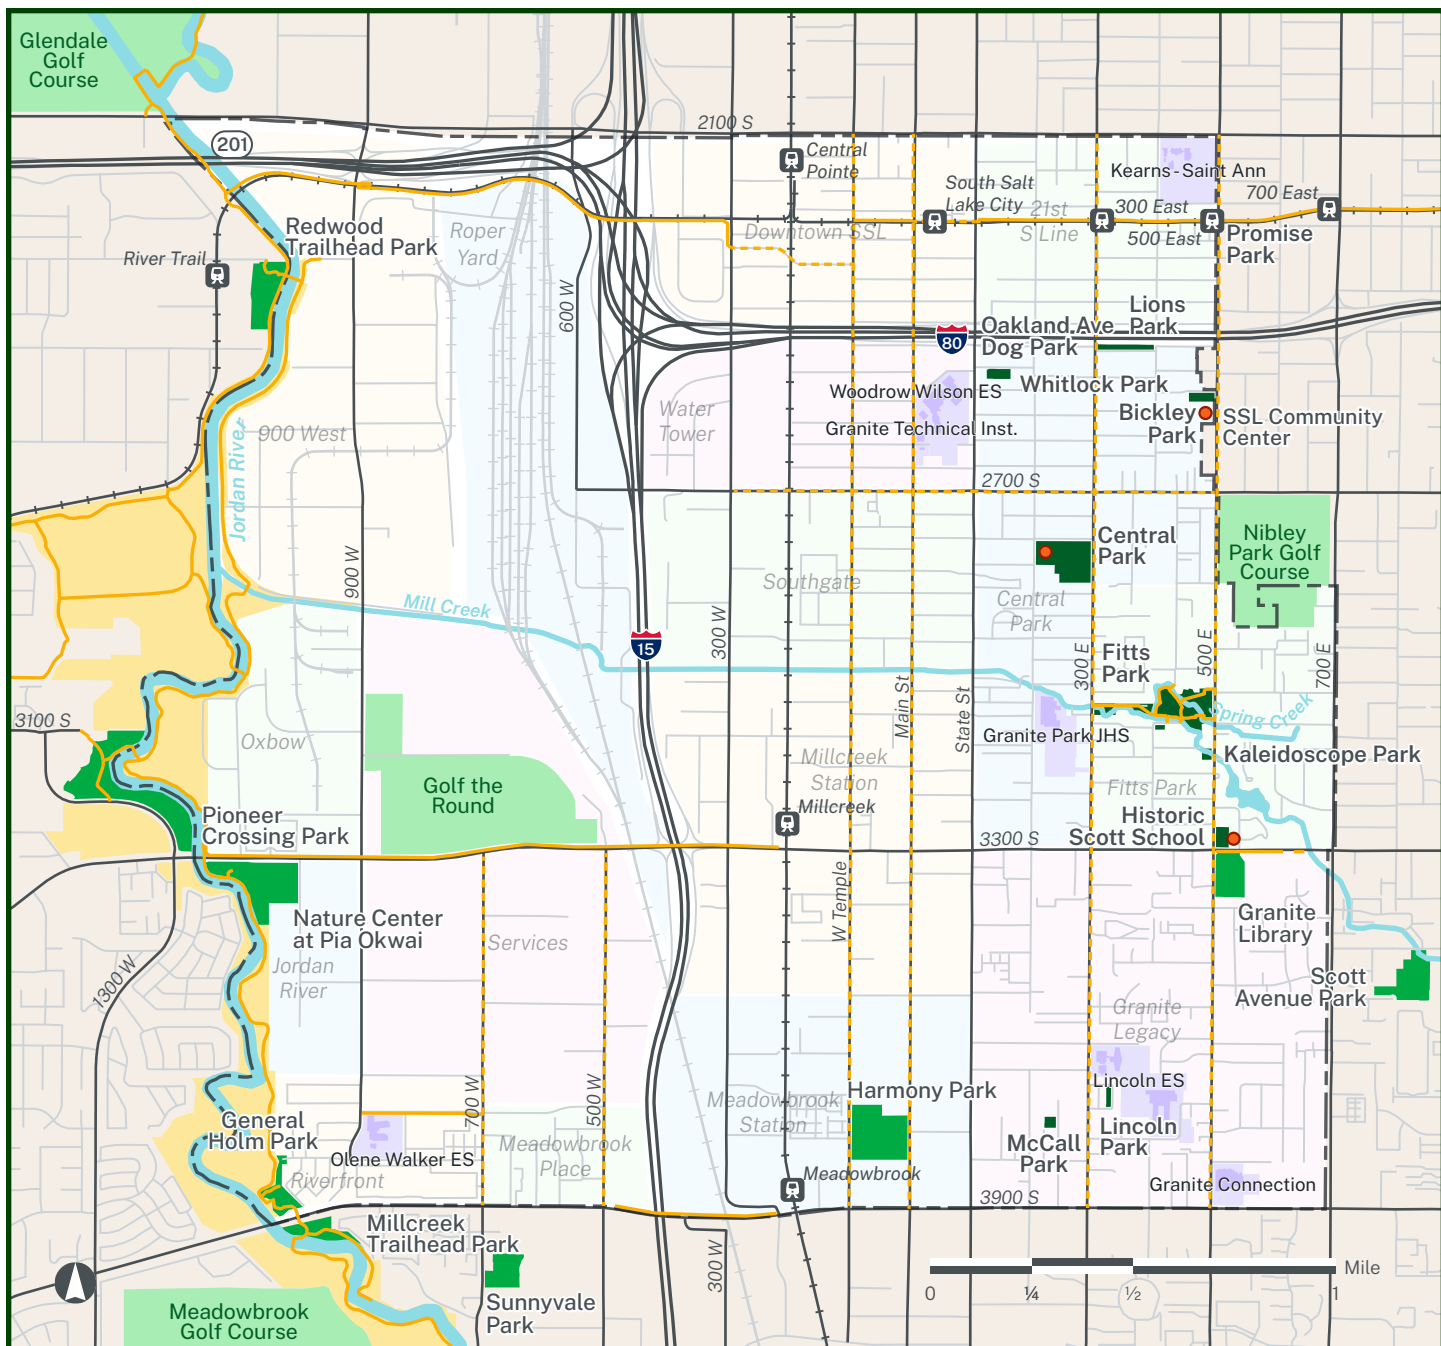 Glendale
Golf
Course
2100 S
201
Central
Pointe
Kearns-Saint Ann
South Salt
Lake City
700 East
300 East
21st
S Line
500 East
Redwood
Trailhead Park
Roper
Yard
Downtown SSL
Promise
Park
River Trail
600 W
Lions
Park
Oakland Ave
Dog Park
80
Whitlock Park
Woodrow Wilson ES
Water
Tower
Bickley
Park
SSL Community
Center
Granite Technical Inst.
900 West
Jordan River
2700 S
Central
Park
Nibley
Park Golf
Course
900 W
Mill Creek
Southgate
Central
Park
300 W
15
300 E
Fitts
Park
500 E
700 E
Main St
State St
3100 S
Spring Creek
Oxbow
Granite Park JHS
Kaleidoscope Park
Millcreek
Station
Golf the
Round
Fitts Park
Millcreek
Pioneer
Crossing Park
Historic
Scott School
3300 S
W Temple
Nature Center
at Pia Okwai
Services
Granite
Library
Jordan
River
1300 W
Scott
Avenue Park
Granite
Legacy
Lincoln ES
Harmony Park
700 W
500 W
Meadowbrook
Station
General
Holm Park
Meadowbrook
Place
McCall
Park
Lincoln
Park
Olene Walker ES
Riverfront
Meadowbrook
Granite Connection
3900 S
Millcreek
Trailhead Park
300 W
Mile
0
¼
½
1
Sunnyvale
Park
Meadowbrook
Golf Course